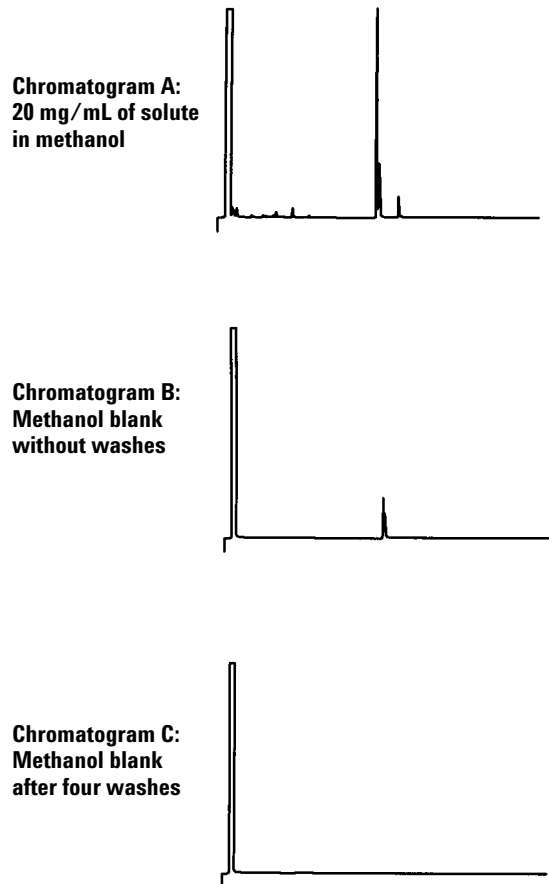 Chromatogram A:
20 mg/mL of solute
in methanol
Chromatogram B:
Methanol blank
without washes
Chromatogram C:
Methanol blank
after four washes